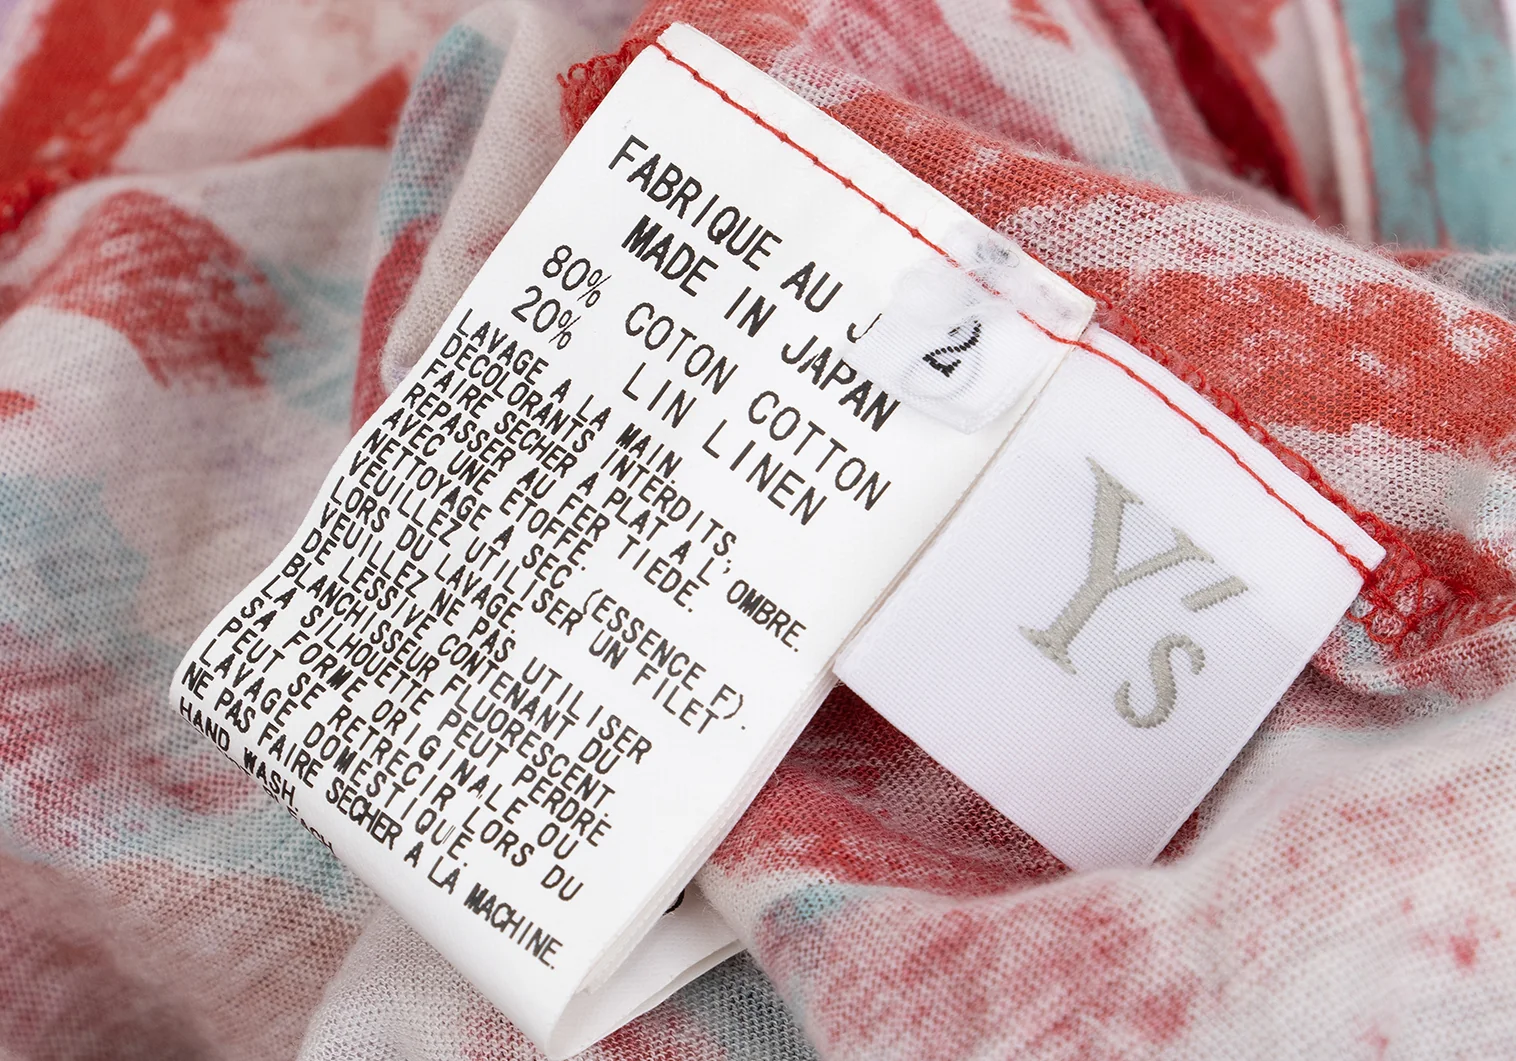 FABRIQUE AU J
MADE IN JAPAN
2
80% COTON COTTON
20% LIN LINEN
LAVAGE A LA MAIN,
DECOLORANTS INTERDITS,
FAIRE SECHER A PLAT A L'OMBRE.
REPASSER AU FER TIEDE.
AVEC UNE ETOFFE.
NETTOYAGE A SEC (ESSENCE F).
VEUILLEZ UTILISER UN FILET
LORS DU LAVAGE.
VEUILLEZ NE PAS UTILISER
DE LESSIVE CONTENANT DU
BLANCHISSEUR FLUORESCENT.
LA SILHOUETTE PEUT PERDRE
SA FORME ORIGINALE OU
PEUT SE RETRECIR LORS DU
LAVAGE DOMESTIQUE.
NE PAS FAIRE SECHER A LA MACHINE.
HAND WASH.
Y's